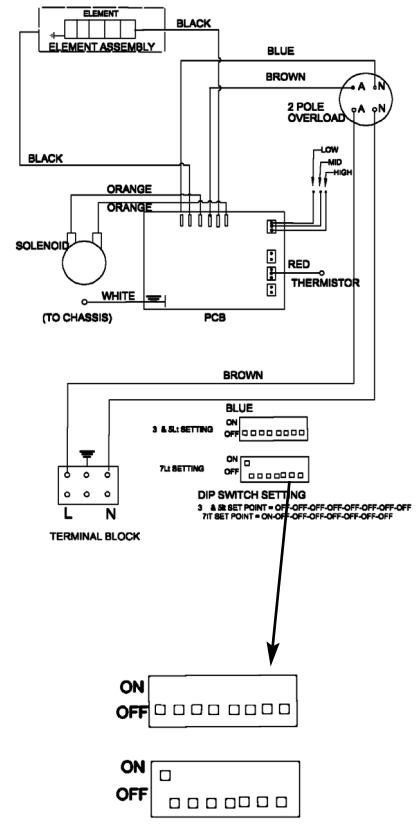 ELEMENT
BLACK
ELEMENT ASSEMBLY
BLUE
BROWN
A N
2 POLE
OVERLOAD
A N
LOW
MID
HIGH
BLACK
ORANGE
ORANGE
SOLENOID
RED
THERMISTOR
WHITE
(TO CHASSIS)
PCB
BROWN
BLUE
3 & 5Lt SETTING
ON
OFF
7Lt SETTING
ON
OFF
L N
TERMINAL BLOCK
DIP SWITCH SETTING
3 & 5lt SET POINT = OFF-OFF-OFF-OFF-OFF-OFF-OFF-OFF
7lT SET POINT = ON-OFF-OFF-OFF-OFF-OFF-OFF-OFF
ON
OFF
ON
OFF